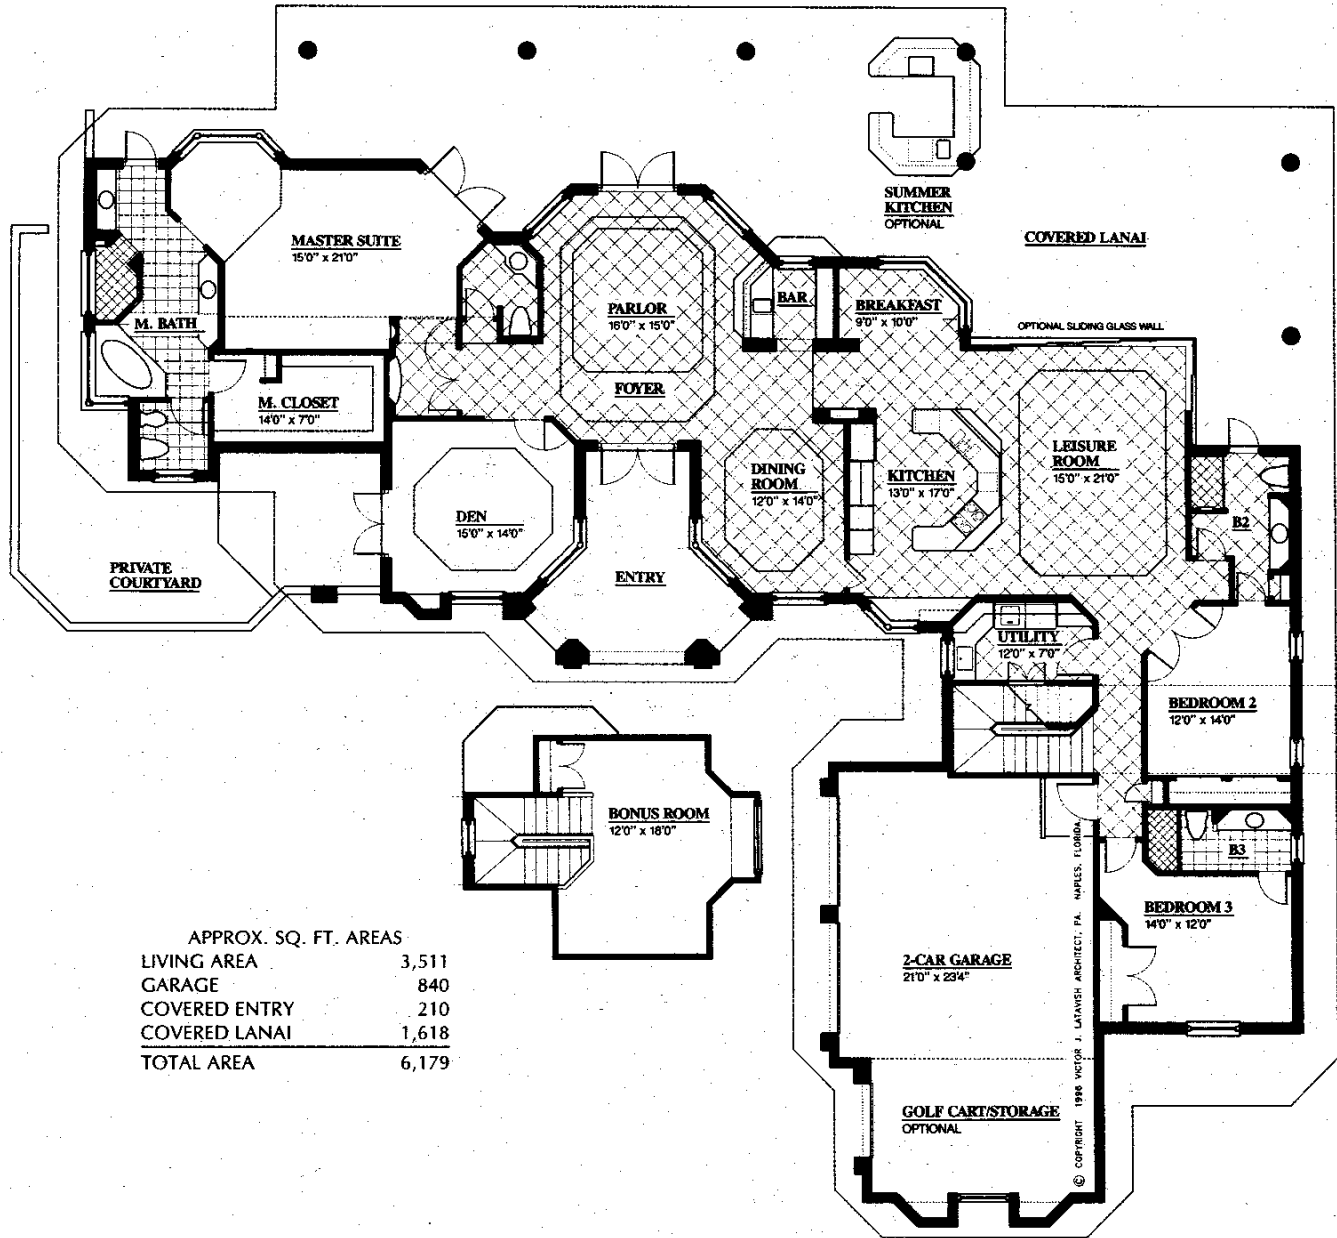 SUMMER
KITCHEN
OPTIONAL
COVERED LANAI
MASTER SUITE
15'0" x 21'0"
PARLOR
16'0" x 15'0"
BAR
BREAKFAST
9'0" x 10'0"
OPTIONAL SLIDING GLASS WALL
M. BATH
FOYER
M. CLOSET
14'0" x 7'0"
LEISURE
ROOM
15'0" x 21'0"
DINING
ROOM
12'0" x 14'0"
KITCHEN
13'0" x 17'0"
DEN
15'0" x 14'0"
B2
PRIVATE
COURTYARD
ENTRY
UTILITY
12'0" x 7'0"
BEDROOM 2
12'0" x 14'0"
BONUS ROOM
12'0" x 18'0"
B3
BEDROOM 3
14'0" x 12'0"
2-CAR GARAGE
21'0" x 23'4"
GOLF CART/STORAGE
OPTIONAL
© COPYRIGHT 1996 VICTOR J. LATAVISH ARCHITECT, PA. NAPLES, FLORIDA
APPROX. SQ. FT. AREAS
LIVING AREA 3,511
GARAGE 840
COVERED ENTRY 210
COVERED LANAI 1,618
TOTAL AREA 6,179